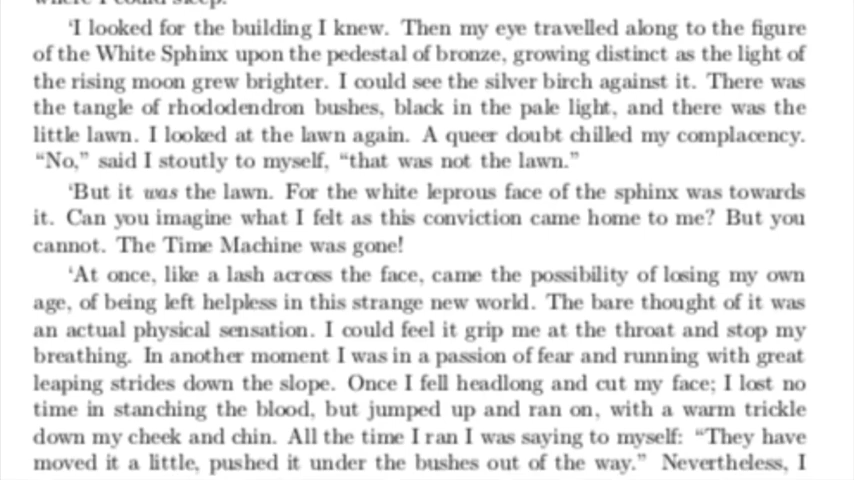 where I could sleep.
‘I looked for the building I knew. Then my eye travelled along to the figure
of the White Sphinx upon the pedestal of bronze, growing distinct as the light of
the rising moon grew brighter. I could see the silver birch against it. There was
the tangle of rhododendron bushes, black in the pale light, and there was the
little lawn. I looked at the lawn again. A queer doubt chilled my complacency.
“No,” said I stoutly to myself, “that was not the lawn.”
‘But it was the lawn. For the white leprous face of the sphinx was towards
it. Can you imagine what I felt as this conviction came home to me? But you
cannot. The Time Machine was gone!
‘At once, like a lash across the face, came the possibility of losing my own
age, of being left helpless in this strange new world. The bare thought of it was
an actual physical sensation. I could feel it grip me at the throat and stop my
breathing. In another moment I was in a passion of fear and running with great
leaping strides down the slope. Once I fell headlong and cut my face; I lost no
time in stanching the blood, but jumped up and ran on, with a warm trickle
down my cheek and chin. All the time I ran I was saying to myself: “They have
moved it a little, pushed it under the bushes out of the way.” Nevertheless, I